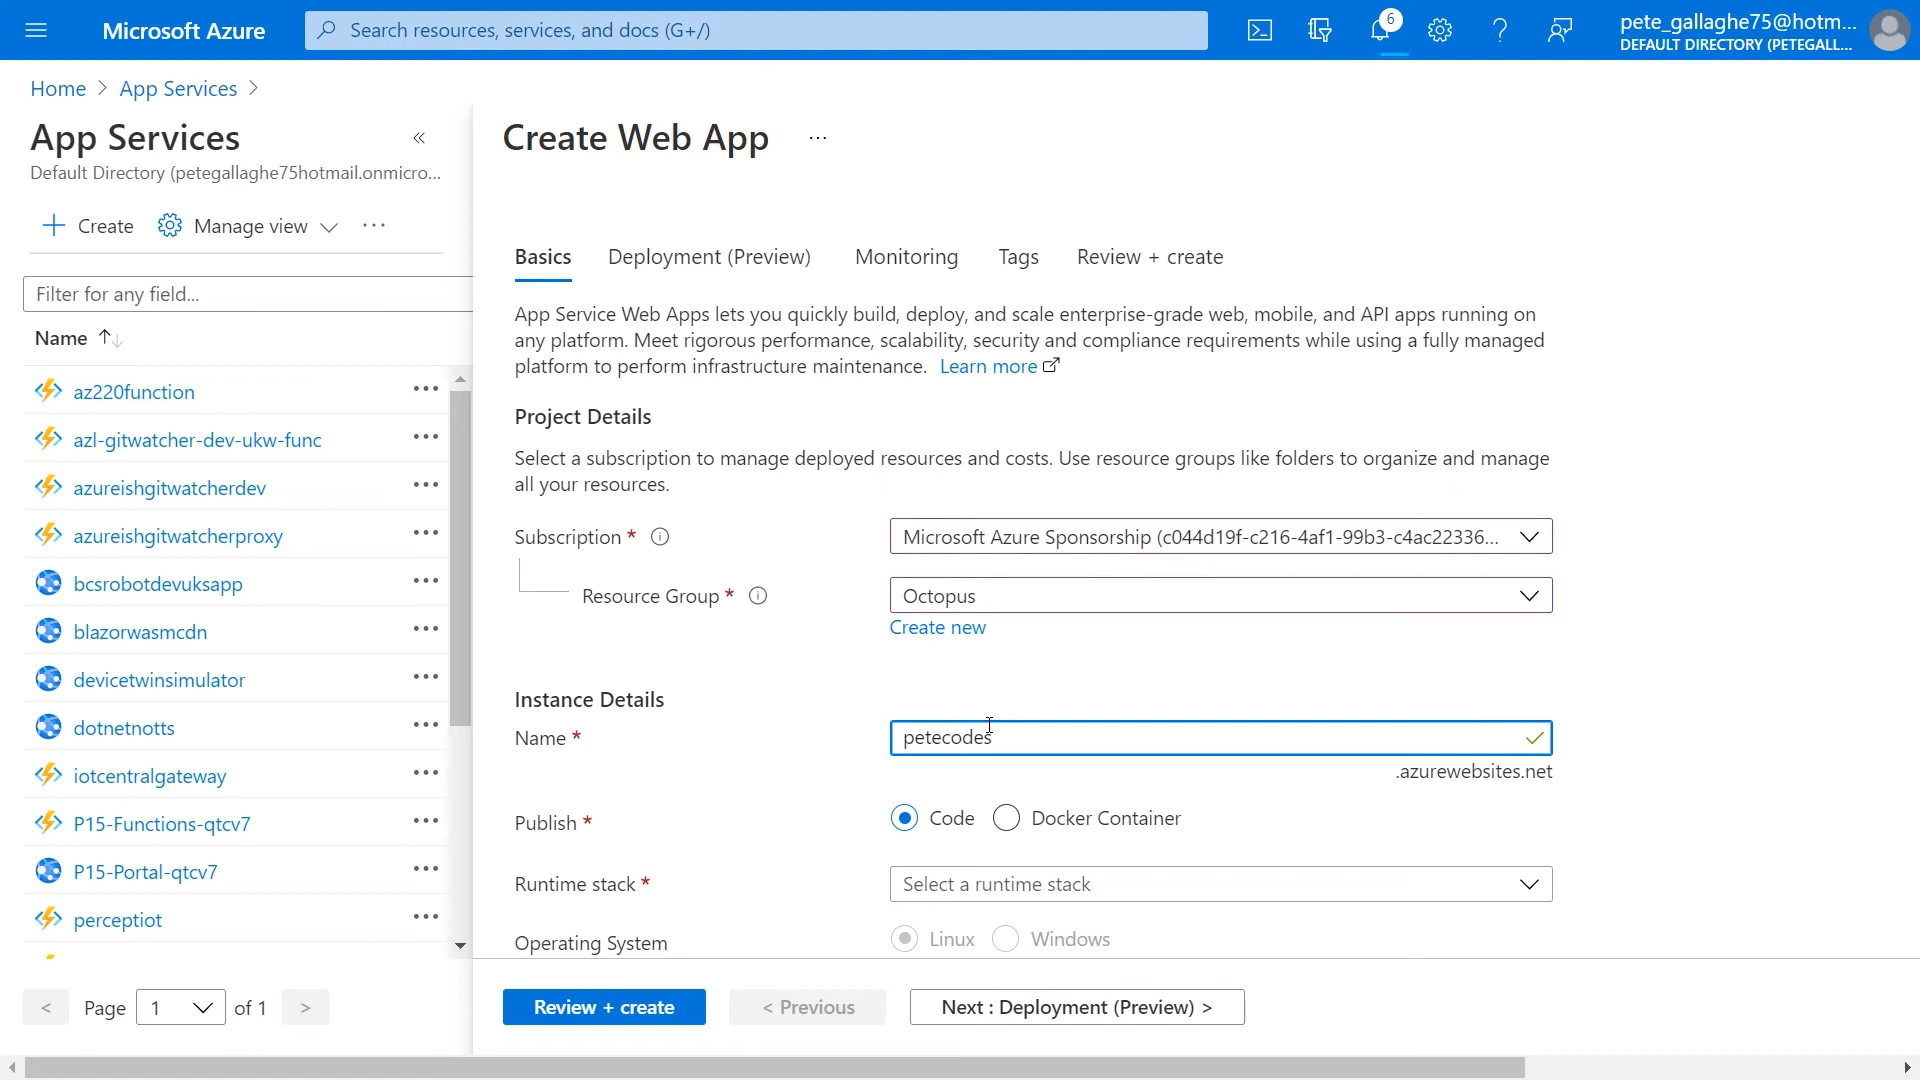 Microsoft Azure
Search resources, services, and docs (G+/)
6
pete_gallaghe75@hotm...
DEFAULT DIRECTORY (PETEGALL...
Home > App Services >
App Services
«
Default Directory (petegallaghe75hotmail.onmicro...
+ Create
Manage view
...
Filter for any field...
Name ↑↓
az220function
azl-gitwatcher-dev-ukw-func
azureishgitwatcherdev
azureishgitwatcherproxy
bcsrobotdevuksapp
blazorwasmcdn
devicetwinsimulator
dotnetnotts
iotcentralgateway
P15-Functions-qtcv7
P15-Portal-qtcv7
perceptiot
< Page 1 of 1 >
Create Web App ...
Basics
Deployment (Preview)
Monitoring
Tags
Review + create
App Service Web Apps lets you quickly build, deploy, and scale enterprise-grade web, mobile, and API apps running on
any platform. Meet rigorous performance, scalability, security and compliance requirements while using a fully managed
platform to perform infrastructure maintenance. Learn more
Project Details
Select a subscription to manage deployed resources and costs. Use resource groups like folders to organize and manage
all your resources.
Subscription *
Microsoft Azure Sponsorship (c044d19f-c216-4af1-99b3-c4ac22336...
Resource Group *
Octopus
Create new
Instance Details
Name *
petecodes
.azurewebsites.net
Publish *
Code
Docker Container
Runtime stack *
Select a runtime stack
Operating System
Linux
Windows
Review + create
< Previous
Next : Deployment (Preview) >